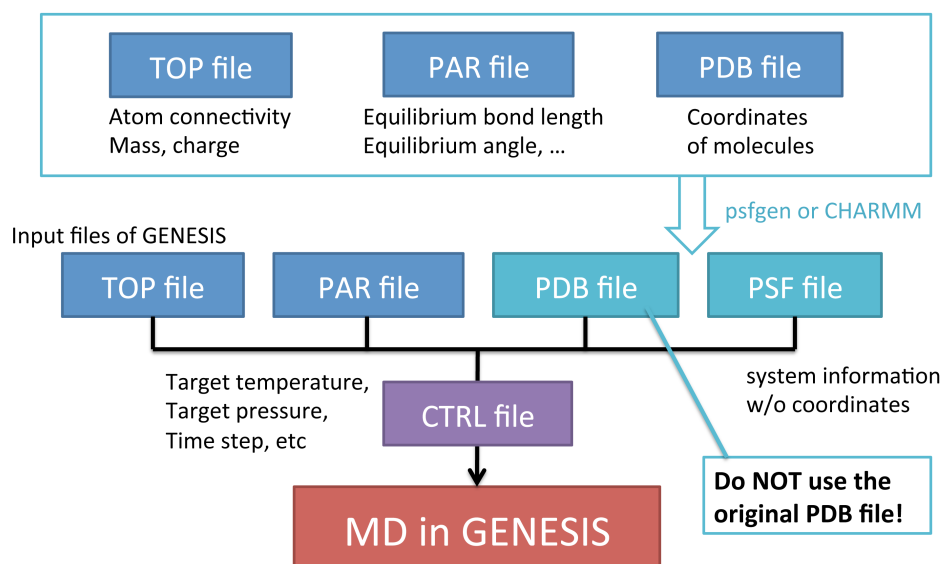 TOP file
PAR file
PDB file
Atom connectivity
Mass, charge
Equilibrium bond length
Equilibrium angle, ...
Coordinates
of molecules
psfgen or CHARMM
Input files of GENESIS
TOP file
PAR file
PDB file
PSF file
Target temperature,
Target pressure,
Time step, etc
CTRL file
system information
w/o coordinates
Do NOT use the
original PDB file!
MD in GENESIS